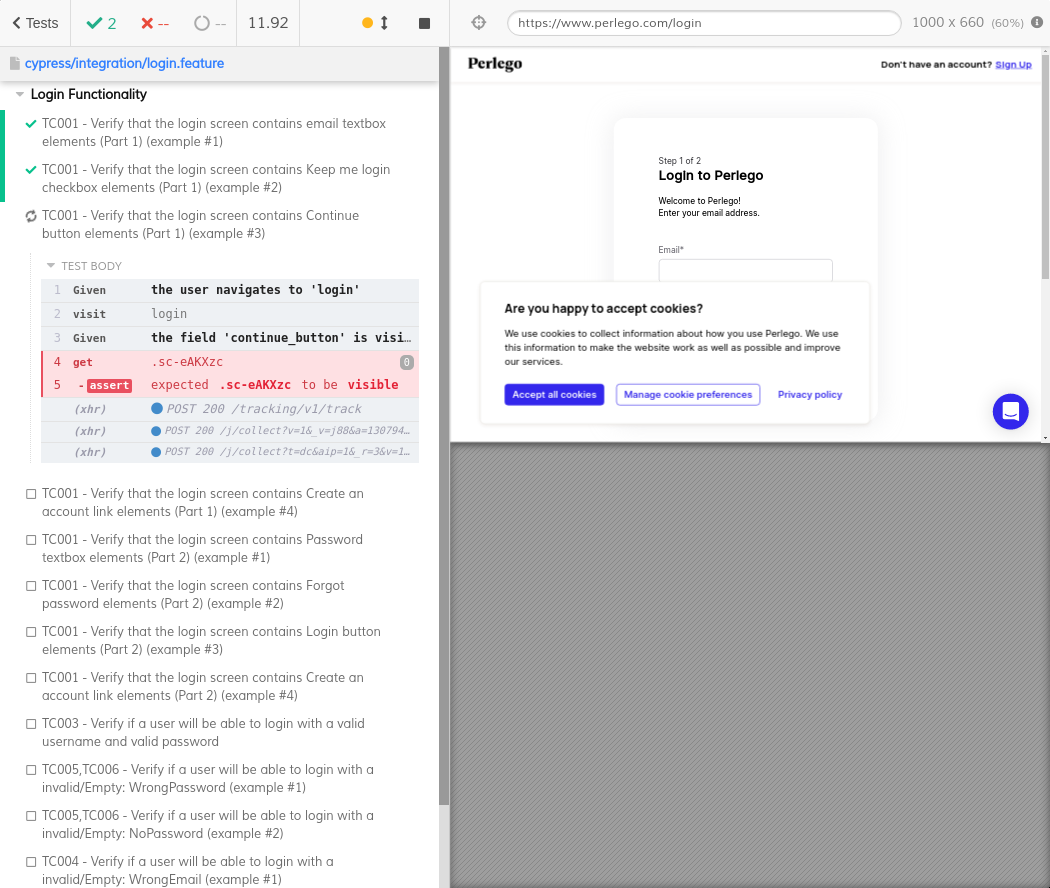 Tests
2
--
--
11.92
https://www.perlego.com/login
1000 x 660 (60%)
cypress/integration/login.feature
Login Functionality
TC001 - Verify that the login screen contains email textbox
elements (Part 1) (example #1)
TC001 - Verify that the login screen contains Keep me login
checkbox elements (Part 1) (example #2)
TC001 - Verify that the login screen contains Continue
button elements (Part 1) (example #3)
TEST BODY
1 Given the user navigates to 'login'
2 visit login
3 Given the field 'continue_button' is visi...
4 get .sc-eAKXzc 0
5 -assert expected .sc-eAKXzc to be visible
(xhr) POST 200 /tracking/v1/track
(xhr) POST 200 /j/collect?v=1&_v=j88&a=130794...
(xhr) POST 200 /j/collect?t=dc&aip=1&_r=3&v=1...
TC001 - Verify that the login screen contains Create an
account link elements (Part 1) (example #4)
TC001 - Verify that the login screen contains Password
textbox elements (Part 2) (example #1)
TC001 - Verify that the login screen contains Forgot
password elements (Part 2) (example #2)
TC001 - Verify that the login screen contains Login button
elements (Part 2) (example #3)
TC001 - Verify that the login screen contains Create an
account link elements (Part 2) (example #4)
TC003 - Verify if a user will be able to login with a valid
username and valid password
TC005,TC006 - Verify if a user will be able to login with a
invalid/Empty: WrongPassword (example #1)
TC005,TC006 - Verify if a user will be able to login with a
invalid/Empty: NoPassword (example #2)
TC004 - Verify if a user will be able to login with a
invalid/Empty: WrongEmail (example #1)
Perlego
Don't have an account? Sign Up
Step 1 of 2
Login to Perlego
Welcome to Perlego!
Enter your email address.
Email*
Are you happy to accept cookies?
We use cookies to collect information about how you use Perlego. We use
this information to make the website work as well as possible and improve
our services.
Accept all cookies
Manage cookie preferences
Privacy policy